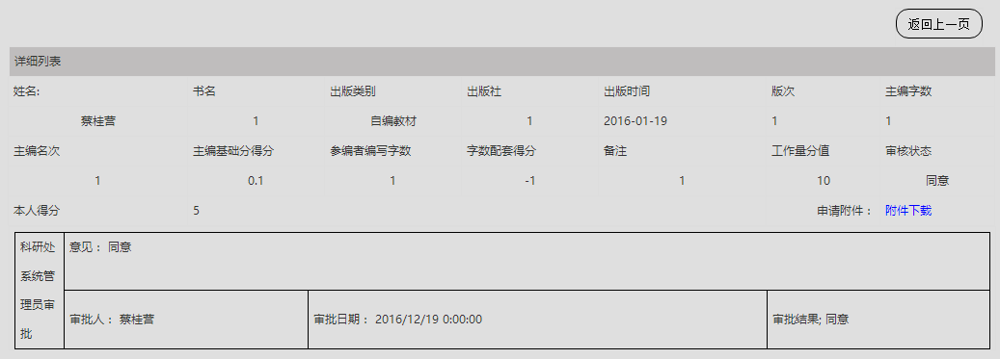 返回上一页
详细列表
姓名: 书名 出版类别 出版社 出版时间 版次 主编字数
蔡桂营 1 自编教材 1 2016-01-19 1 1
主编名次 主编基础分得分 参编者编写字数 字数配套得分 备注 工作量分值 审核状态
1 0.1 1 -1 1 10 同意
本人得分 5 申请附件： 附件下载
科研处系统管理员审批
意见： 同意
审批人： 蔡桂营 审批日期： 2016/12/19 0:00:00 审批结果; 同意